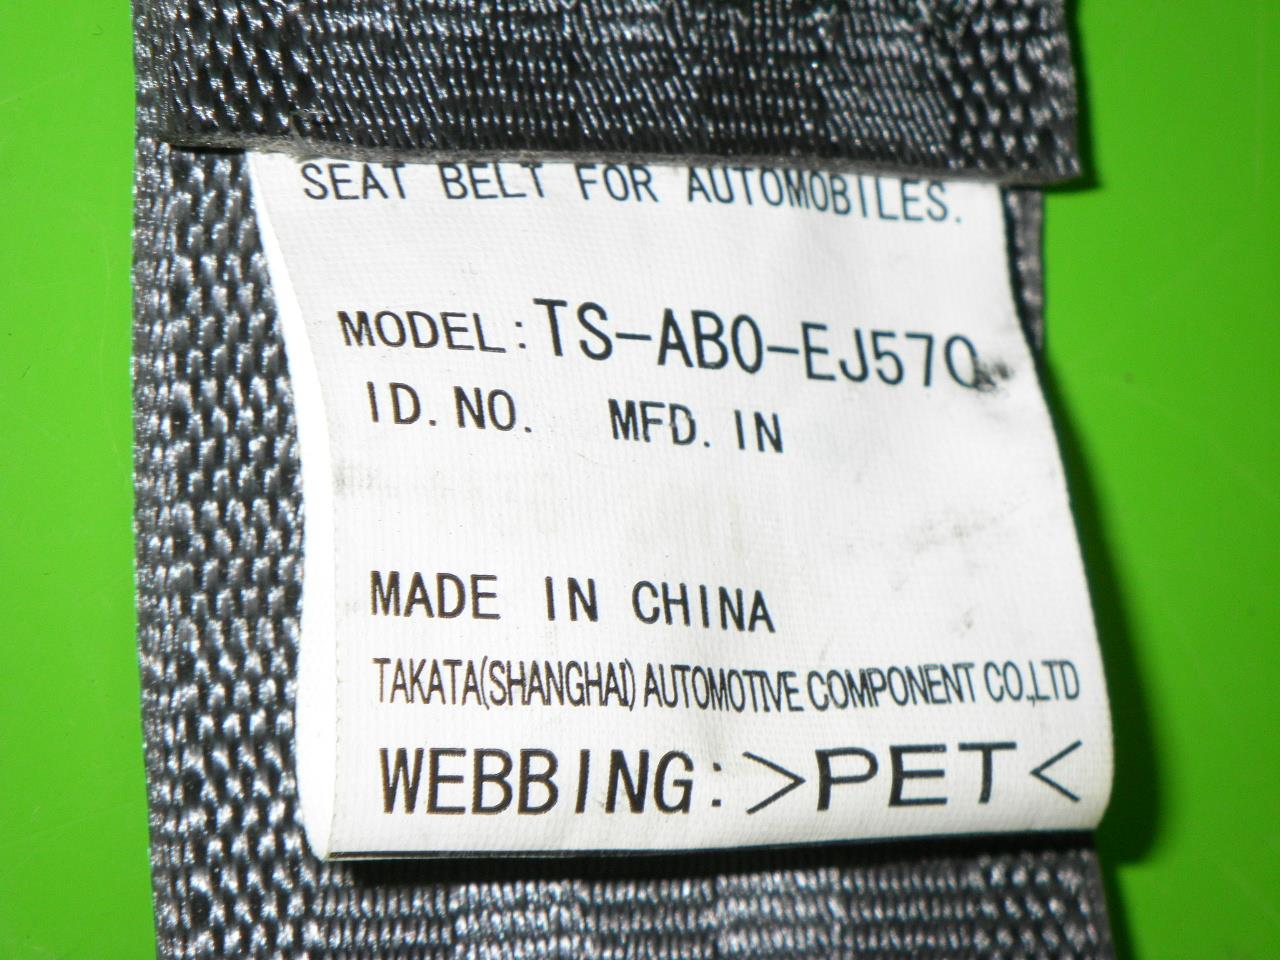 SEAT BELT FOR AUTOMOBILES.
MODEL:TS-AB0-EJ570
ID. NO. MFD. IN
MADE IN CHINA
TAKATA(SHANGHAI) AUTOMOTIVE COMPONENT CO.,LTD
WEBBING:>PET<